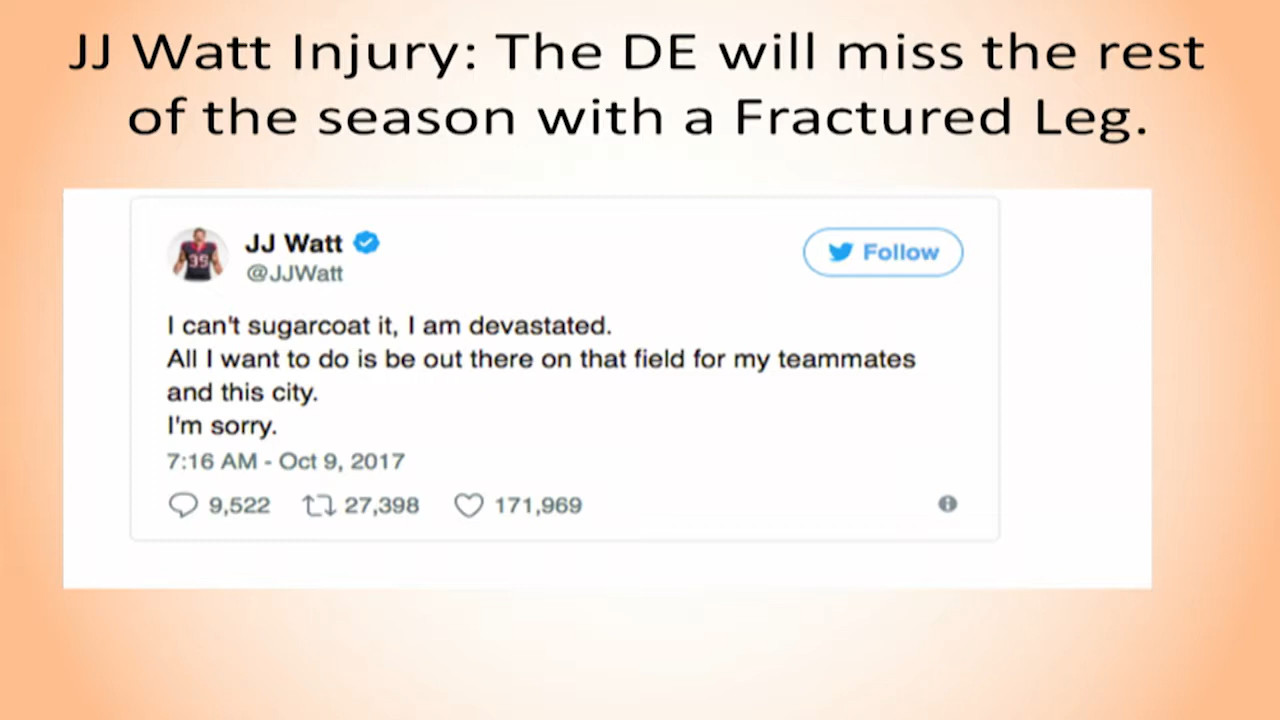 JJ Watt Injury: The DE will miss the rest
of the season with a Fractured Leg.
JJ Watt
@JJWatt
Follow
I can't sugarcoat it, I am devastated.
All I want to do is be out there on that field for my teammates
and this city.
I'm sorry.
7:16 AM - Oct 9, 2017
9,522 27,398 171,969